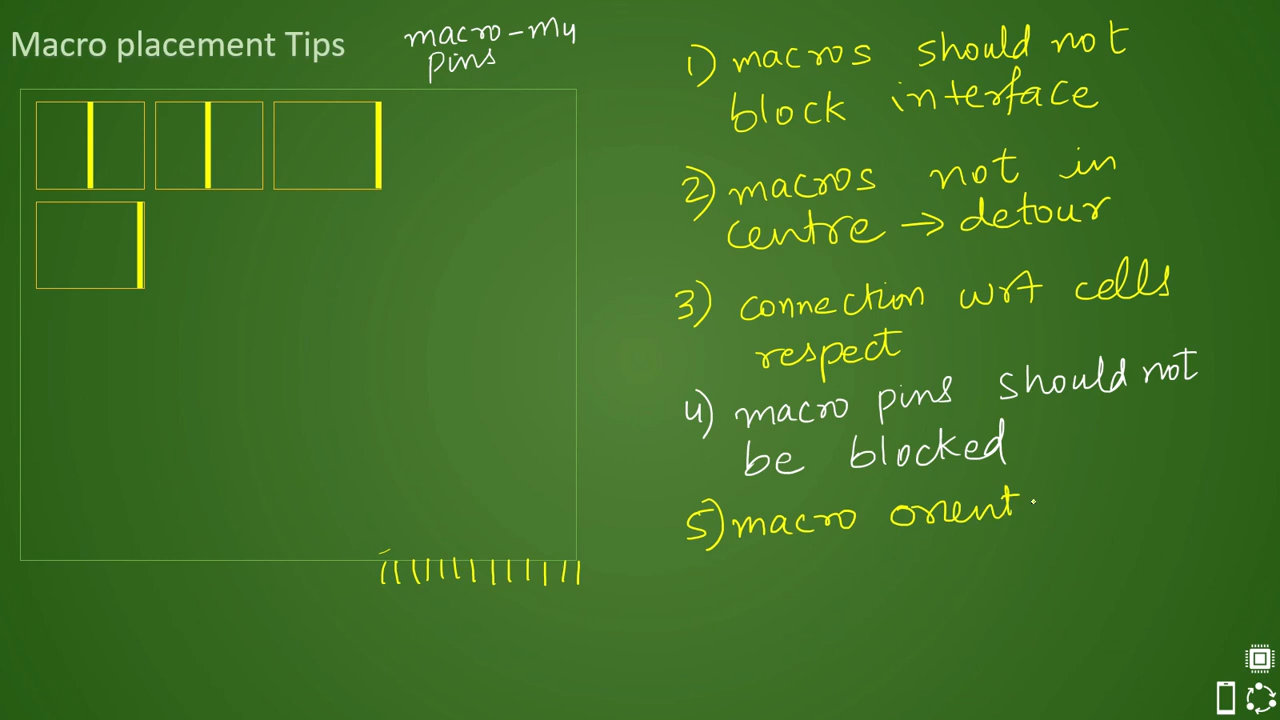 Macro placement Tips
macro - M4
pins
1) macros should not
block interface
2) macros not in
centre → detour
3) connection wrt cells
respect
4) macro pins should not
be blocked
5) macro orient